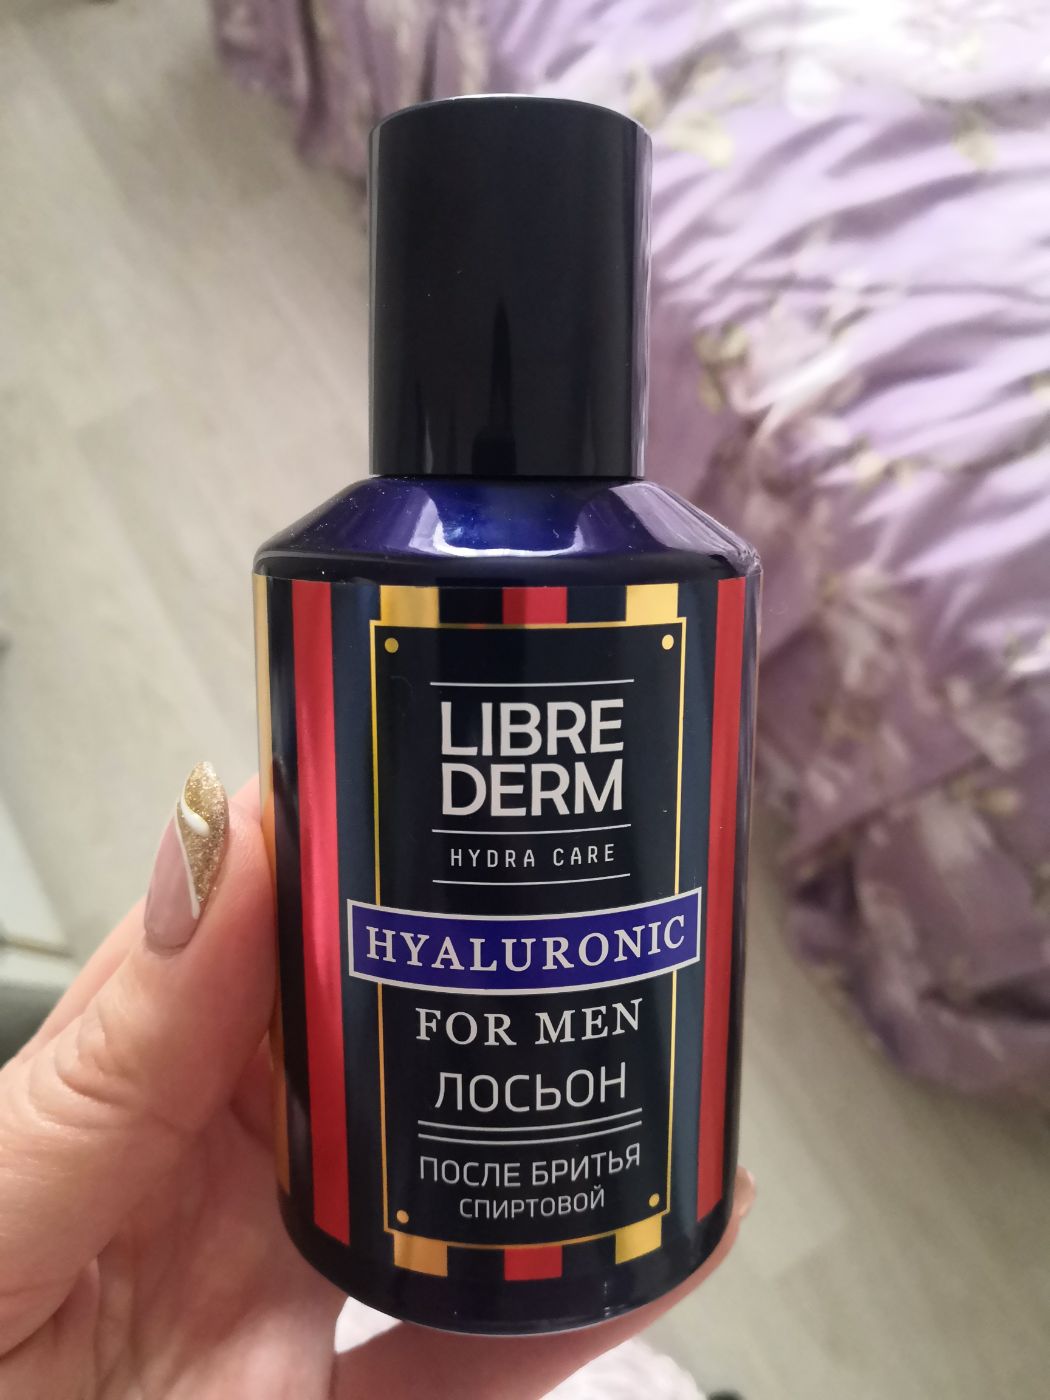 LIBRE
DERM
HYDRA CARE
HYALURONIC
FOR MEN
ЛОСЬОН
ПОСЛЕ БРИТЬЯ
СПИРТОВОЙ